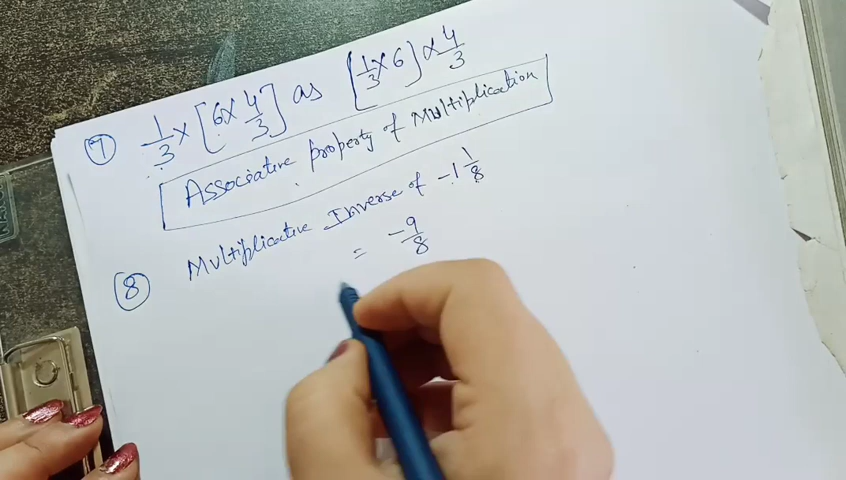 7 1/3 × [6 × 4/3] as [1/3 × 6] × 4/3
Associative property of Multiplication
8 Multiplicative Inverse of -1 1/8
= -9/8